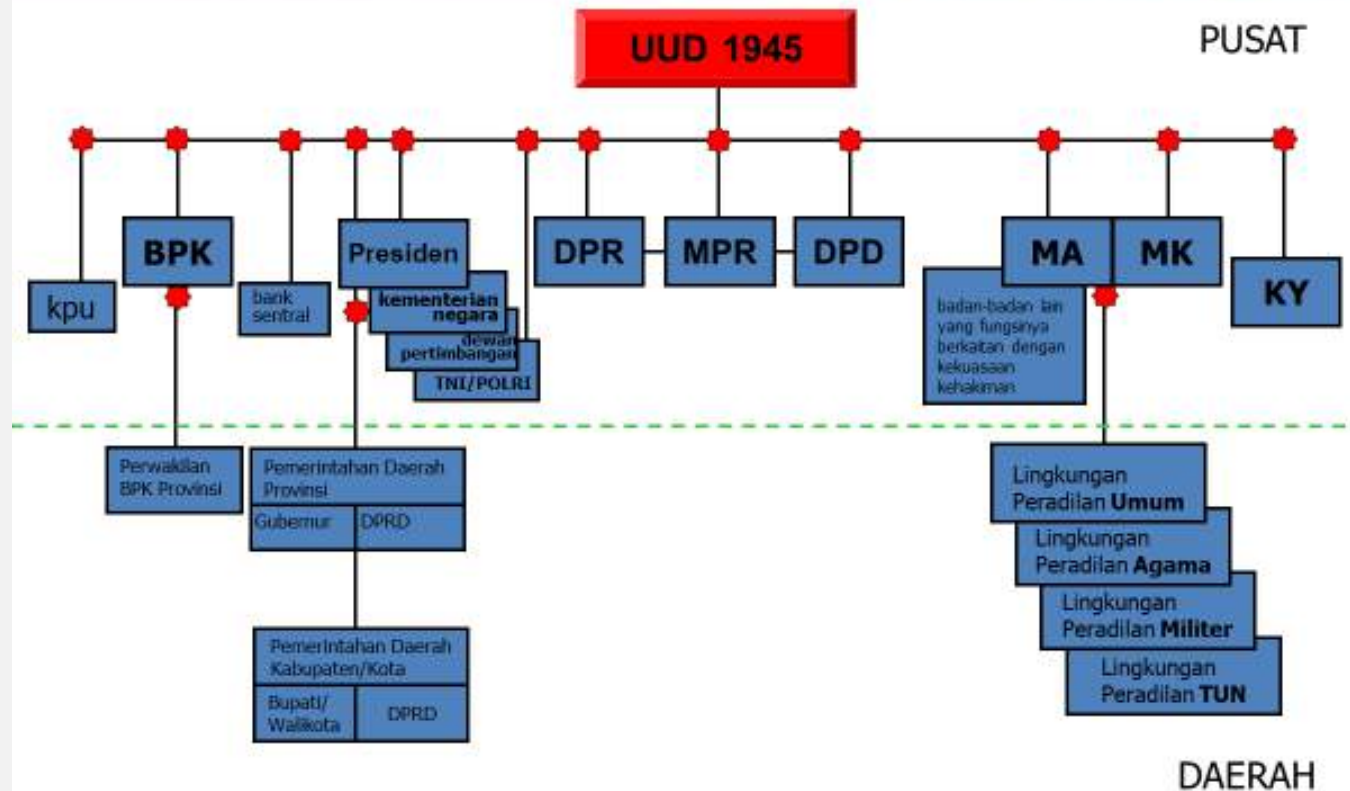 UUD 1945
PUSAT
kpu
BPK
bank
sentral
Presiden
kementerian
negara
dewan
pertimbangan
TNI/POLRI
DPR
MPR
DPD
MA
MK
KY
badan-badan lain
yang fungsinya
berkaitan dengan
kekuasaan
kehakiman
Perwakilan
BPK Provinsi
Pemerintahan Daerah
Provinsi
Gubernur
DPRD
Pemerintahan Daerah
Kabupaten/Kota
Bupati/
Walikota
DPRD
Lingkungan
Peradilan Umum
Lingkungan
Peradilan Agama
Lingkungan
Peradilan Militer
Lingkungan
Peradilan TUN
DAERAH